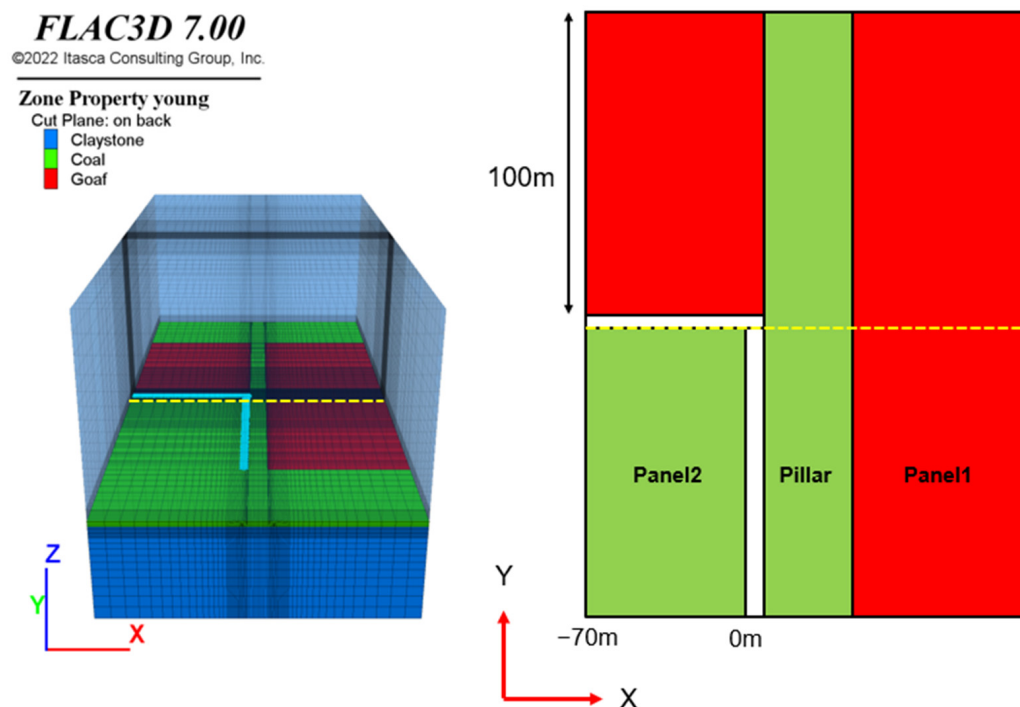 FLAC3D 7.00
©2022 Itasca Consulting Group, Inc.
Zone Property young
Cut Plane: on back
Claystone
Coal
Goaf
Z
Y
X
100m
Panel2
Pillar
Panel1
Y
−70m
0m
X